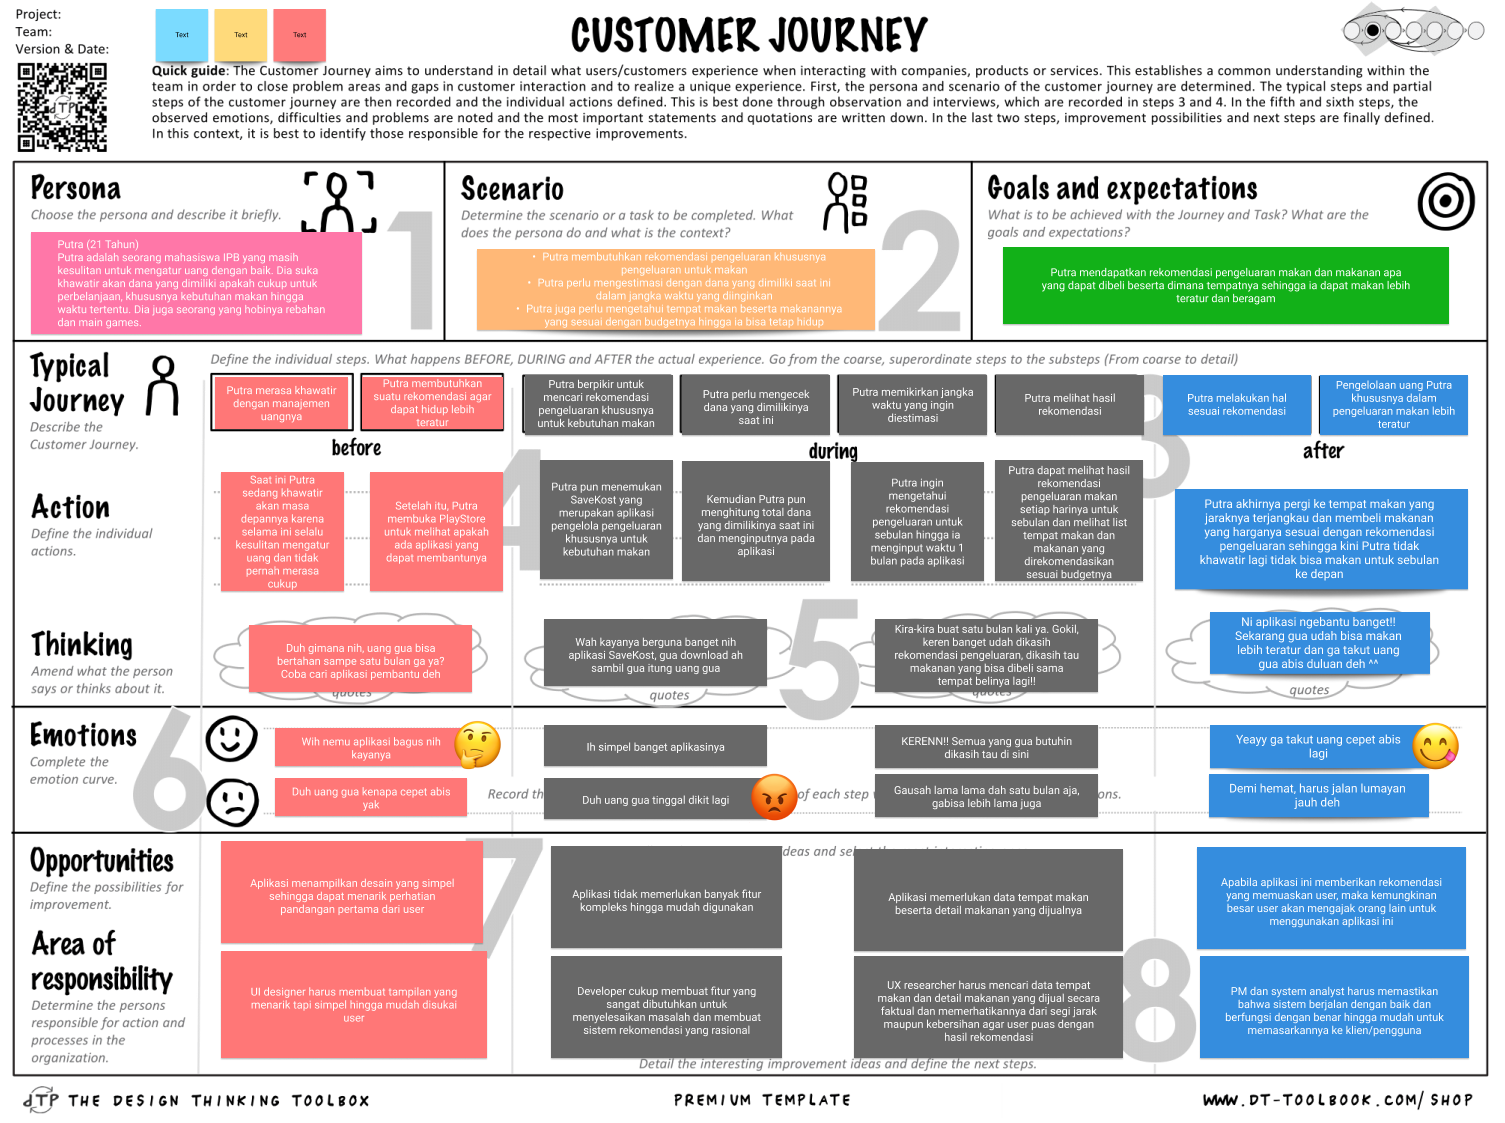 Project:
Team:
Version & Date:
Text
Text
Text
CUSTOMER JOURNEY
Quick guide: The Customer Journey aims to understand in detail what users/customers experience when interacting with companies, products or services. This establishes a common understanding within the
team in order to close problem areas and gaps in customer interaction and to realize a unique experience. First, the persona and scenario of the customer journey are determined. The typical steps and partial
steps of the customer journey are then recorded and the individual actions defined. This is best done through observation and interviews, which are recorded in steps 3 and 4. In the fifth and sixth steps, the
observed emotions, difficulties and problems are noted and the most important statements and quotations are written down. In the last two steps, improvement possibilities and next steps are finally defined.
In this context, it is best to identify those responsible for the respective improvements.
Persona
Choose the persona and describe it briefly.
1
Putra (21 Tahun)
Putra adalah seorang mahasiswa IPB yang masih
kesulitan untuk mengatur uang dengan baik. Dia suka
khawatir akan dana yang dimiliki apakah cukup untuk
perbelanjaan, khususnya kebutuhan makan hingga
waktu tertentu. Dia juga seorang yang hobinya rebahan
dan main games.
Scenario
Determine the scenario or a task to be completed. What
does the persona do and what is the context?
2
• Putra membutuhkan rekomendasi pengeluaran khususnya
pengeluaran untuk makan
• Putra perlu mengestimasi dengan dana yang dimiliki saat ini
dalam jangka waktu yang diinginkan
• Putra juga perlu mengetahui tempat makan beserta makanannya
yang sesuai dengan budgetnya hingga ia bisa tetap hidup
Goals and expectations
What is to be achieved with the Journey and Task? What are the
goals and expectations?
Putra mendapatkan rekomendasi pengeluaran makan dan makanan apa
yang dapat dibeli beserta dimana tempatnya sehingga ia dapat makan lebih
teratur dan beragam
Typical
Journey
Describe the
Customer Journey.
Define the individual steps. What happens BEFORE, DURING and AFTER the actual experience. Go from the coarse, superordinate steps to the substeps (From coarse to detail)
Putra merasa khawatir
dengan manajemen
uangnya
Putra membutuhkan
suatu rekomendasi agar
dapat hidup lebih
teratur
Putra berpikir untuk
mencari rekomendasi
pengeluaran khususnya
untuk kebutuhan makan
Putra perlu mengecek
dana yang dimilikinya
saat ini
Putra memikirkan jangka
waktu yang ingin
diestimasi
Putra melihat hasil
rekomendasi
3
Putra melakukan hal
sesuai rekomendasi
Pengelolaan uang Putra
khususnya dalam
pengeluaran makan lebih
teratur
before
during
after
Action
Define the individual
actions.
Saat ini Putra
sedang khawatir
akan masa
depannya karena
selama ini selalu
kesulitan mengatur
uang dan tidak
pernah merasa
cukup
Setelah itu, Putra
membuka PlayStore
untuk melihat apakah
ada aplikasi yang
dapat membantunya
4
Putra pun menemukan
SaveKost yang
merupakan aplikasi
pengelola pengeluaran
khususnya untuk
kebutuhan makan
Kemudian Putra pun
menghitung total dana
yang dimilikinya saat ini
dan menginputnya pada
aplikasi
Putra ingin
mengetahui
rekomendasi
pengeluaran untuk
sebulan hingga ia
menginput waktu 1
bulan pada aplikasi
Putra dapat melihat hasil
rekomendasi
pengeluaran makan
setiap harinya untuk
sebulan dan melihat list
tempat makan dan
makanan yang
direkomendasikan
sesuai budgetnya
Putra akhirnya pergi ke tempat makan yang
jaraknya terjangkau dan membeli makanan
yang harganya sesuai dengan rekomendasi
pengeluaran sehingga kini Putra tidak
khawatir lagi tidak bisa makan untuk sebulan
ke depan
Thinking
Amend what the person
says or thinks about it.
Duh gimana nih, uang gua bisa
bertahan sampe satu bulan ga ya?
Coba cari aplikasi pembantu deh
quotes
Wah kayanya berguna banget nih
aplikasi SaveKost, gua download ah
sambil gua itung uang gua
quotes
5
Kira-kira buat satu bulan kali ya. Gokil,
keren banget udah dikasih
rekomendasi pengeluaran, dikasih tau
makanan yang bisa dibeli sama
tempat belinya lagi!!
quotes
Ni aplikasi ngebantu banget!!
Sekarang gua udah bisa makan
lebih teratur dan ga takut uang
gua abis duluan deh ^^
quotes
Emotions
Complete the
emotion curve.
6
Wih nemu aplikasi bagus nih
kayanya
Ih simpel banget aplikasinya
KERENN!! Semua yang gua butuhin
dikasih tau di sini
Yeayy ga takut uang cepet abis
lagi
Duh uang gua kenapa cepet abis
yak
Record th
Duh uang gua tinggal dikit lagi
of each step
Gausah lama lama dah satu bulan aja,
gabisa lebih lama juga
ons.
Demi hemat, harus jalan lumayan
jauh deh
Opportunities
Define the possibilities for
improvement.
7
deas and sel
Aplikasi menampilkan desain yang simpel
sehingga dapat menarik perhatian
pandangan pertama dari user
Aplikasi tidak memerlukan banyak fitur
kompleks hingga mudah digunakan
Aplikasi memerlukan data tempat makan
beserta detail makanan yang dijualnya
Apabila aplikasi ini memberikan rekomendasi
yang memuaskan user, maka kemungkinan
besar user akan mengajak orang lain untuk
menggunakan aplikasi ini
Area of
responsibility
Determine the persons
responsible for action and
processes in the
organization.
UI designer harus membuat tampilan yang
menarik tapi simpel hingga mudah disukai
user
Developer cukup membuat fitur yang
sangat dibutuhkan untuk
menyelesaikan masalah dan membuat
sistem rekomendasi yang rasional
UX researcher harus mencari data tempat
makan dan detail makanan yang dijual secara
faktual dan memerhatikannya dari segi jarak
maupun kebersihan agar user puas dengan
hasil rekomendasi
8
PM dan system analyst harus memastikan
bahwa sistem berjalan dengan baik dan
berfungsi dengan benar hingga mudah untuk
memasarkannya ke klien/pengguna
Detail the interesting improvement ideas and define the next steps.
dTP THE DESIGN THINKING TOOLBOX
PREMIUM TEMPLATE
WWW.DT-TOOLBOOK.COM/SHOP